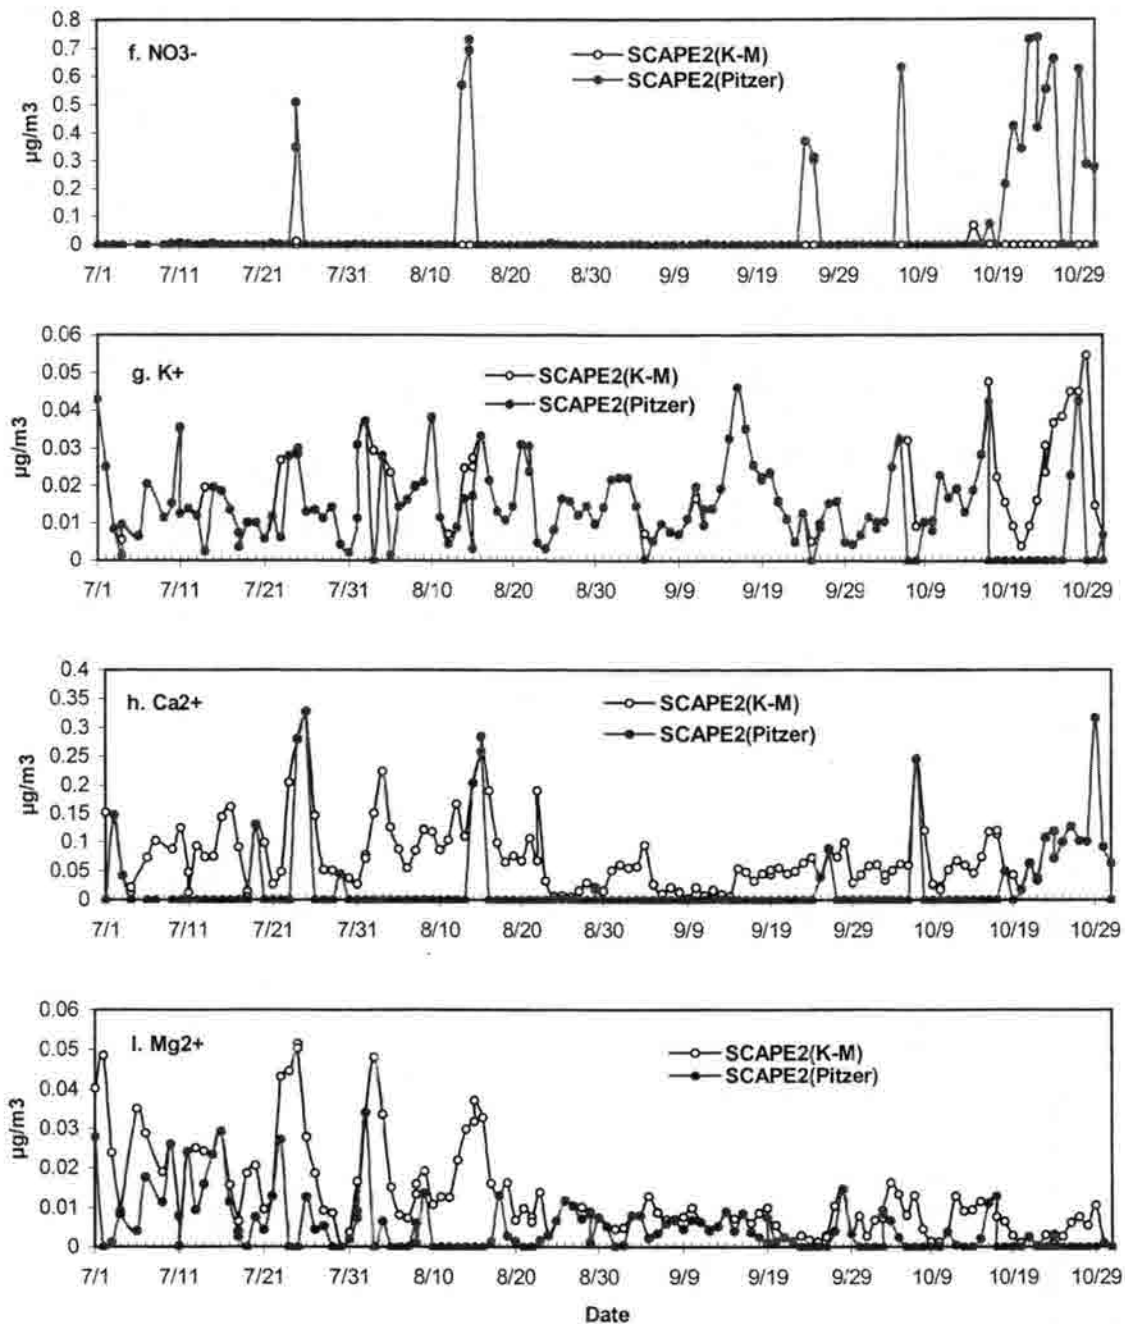 f. NO3-
SCAPE2(K-M)
SCAPE2(Pitzer)
µg/m3
0.8
0.7
0.6
0.5
0.4
0.3
0.2
0.1
0
7/1 7/11 7/21 7/31 8/10 8/20 8/30 9/9 9/19 9/29 10/9 10/19 10/29
g. K+
SCAPE2(K-M)
SCAPE2(Pitzer)
µg/m3
0.06
0.05
0.04
0.03
0.02
0.01
0
7/1 7/11 7/21 7/31 8/10 8/20 8/30 9/9 9/19 9/29 10/9 10/19 10/29
h. Ca2+
SCAPE2(K-M)
SCAPE2(Pitzer)
µg/m3
0.4
0.35
0.3
0.25
0.2
0.15
0.1
0.05
0
7/1 7/11 7/21 7/31 8/10 8/20 8/30 9/9 9/19 9/29 10/9 10/19 10/29
I. Mg2+
SCAPE2(K-M)
SCAPE2(Pitzer)
µg/m3
0.06
0.05
0.04
0.03
0.02
0.01
0
7/1 7/11 7/21 7/31 8/10 8/20 8/30 9/9 9/19 9/29 10/9 10/19 10/29
Date